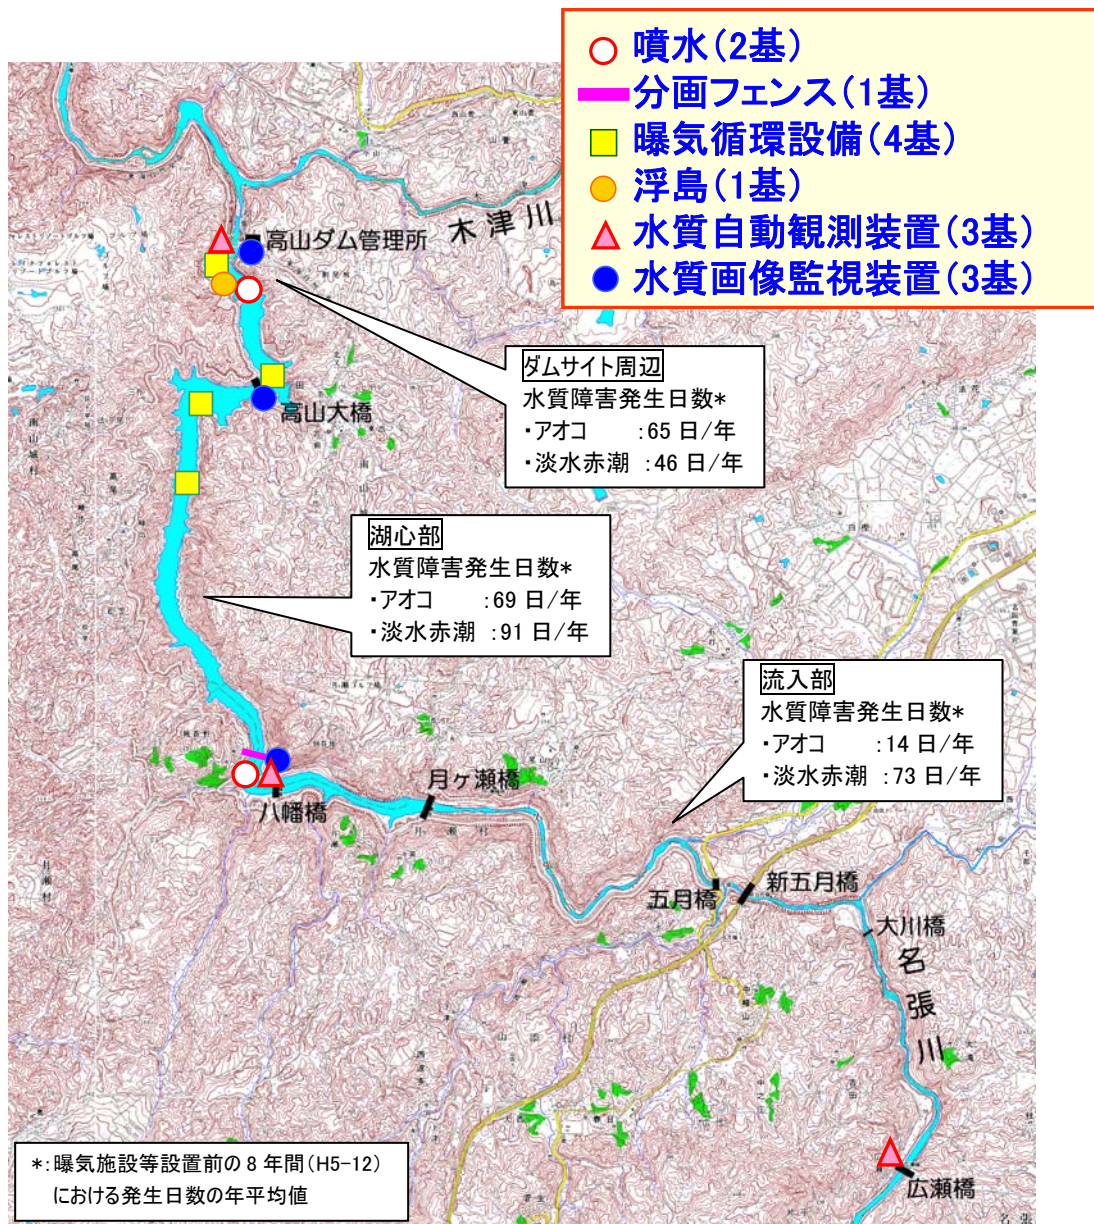 噴水(2基)
分画フェンス(1基)
曝気循環設備(4基)
浮島(1基)
水質自動観測装置(3基)
水質画像監視装置(3基)
木津川
高山ダム管理所
ダムサイト周辺
水質障害発生日数*
・アオコ :65 日/年
・淡水赤潮 :46 日/年
高山大橋
湖心部
水質障害発生日数*
・アオコ :69 日/年
・淡水赤潮 :91 日/年
流入部
水質障害発生日数*
・アオコ :14 日/年
・淡水赤潮 :73 日/年
月ヶ瀬橋
八幡橋
五月橋
新五月橋
大川橋
名張川
広瀬橋
*:曝気施設等設置前の8年間(H5-12)
における発生日数の年平均値